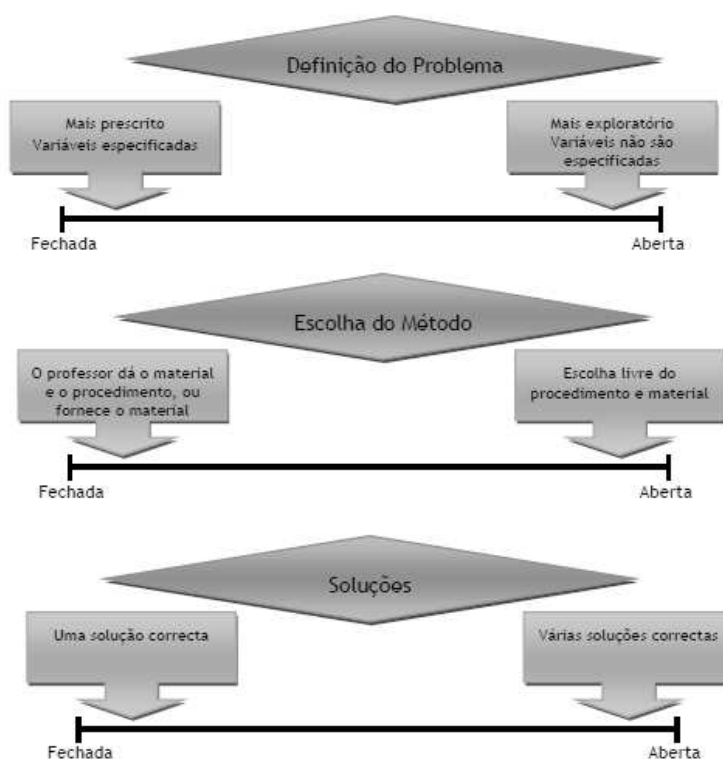 Definição do Problema
Mais prescrito
Variáveis especificadas
Mais exploratório
Variáveis não são
especificadas
Fechada
Aberta
Escolha do Método
O professor dá o material
e o procedimento, ou
fornece o material
Escolha livre do
procedimento e material
Fechada
Aberta
Soluções
Uma solução correcta
Várias soluções correctas
Fechada
Aberta